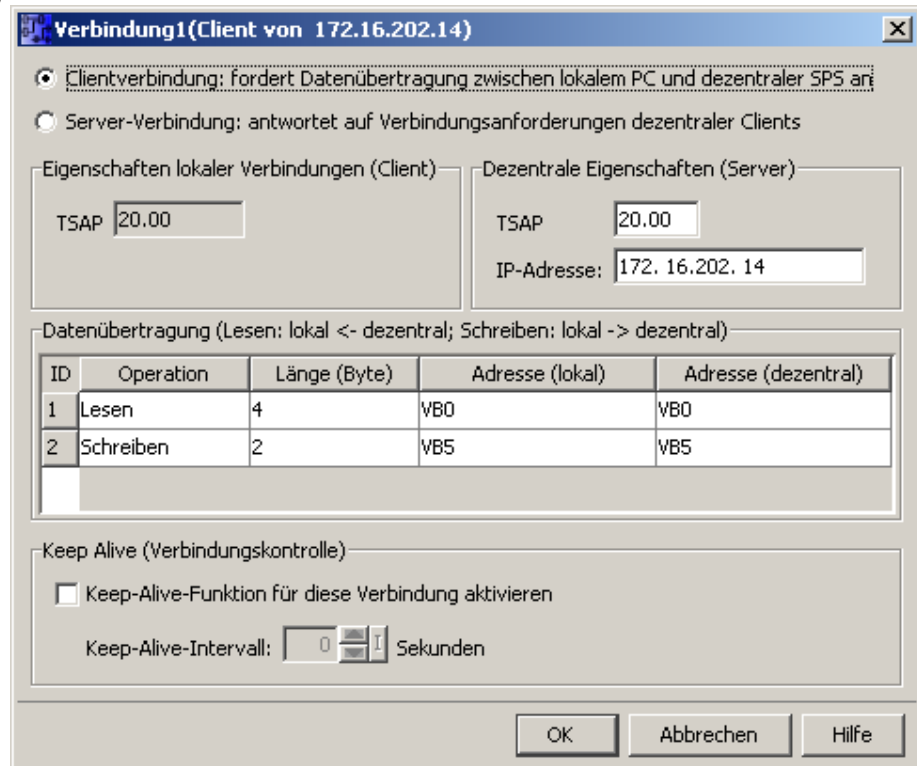 Verbindung1(Client von 172.16.202.14)
Clientverbindung: fordert Datenübertragung zwischen lokalem PC und dezentraler SPS an
Server-Verbindung: antwortet auf Verbindungsanforderungen dezentraler Clients
Eigenschaften lokaler Verbindungen (Client)
TSAP 20.00
Dezentrale Eigenschaften (Server)
TSAP 20.00
IP-Adresse: 172. 16.202. 14
Datenübertragung (Lesen: lokal <- dezentral; Schreiben: lokal -> dezentral)
ID Operation Länge (Byte) Adresse (lokal) Adresse (dezentral)
1 Lesen 4 VB0 VB0
2 Schreiben 2 VB5 VB5
Keep Alive (Verbindungskontrolle)
Keep-Alive-Funktion für diese Verbindung aktivieren
Keep-Alive-Intervall: 0 I Sekunden
OK Abbrechen Hilfe